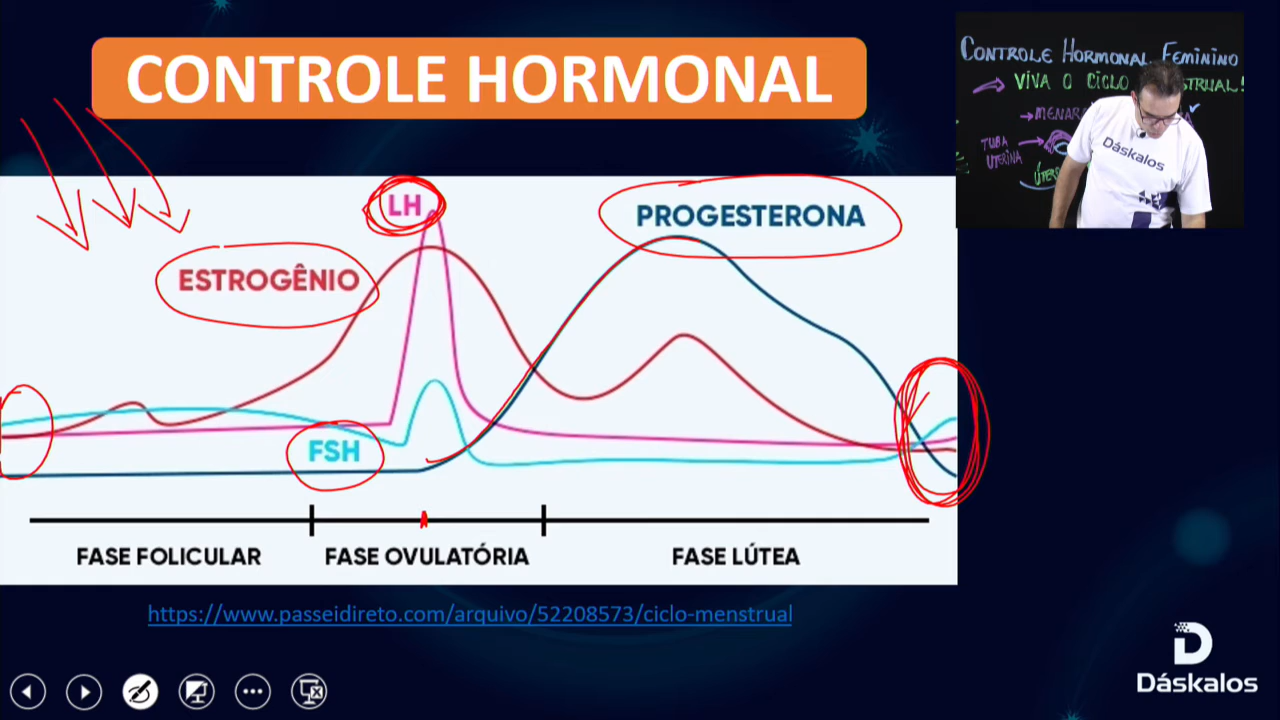 CONTROLE HORMONAL
CONTROLE HORMONAL FEMININO
VIVA O CICLO
TUBA
UTERINA
Dáskalos
LH
PROGESTERONA
ESTROGÊNIO
FSH
FASE FOLICULAR
FASE OVULATÓRIA
FASE LÚTEA
https://www.passeidireto.com/arquivo/52208573/ciclo-menstrual
Dáskalos